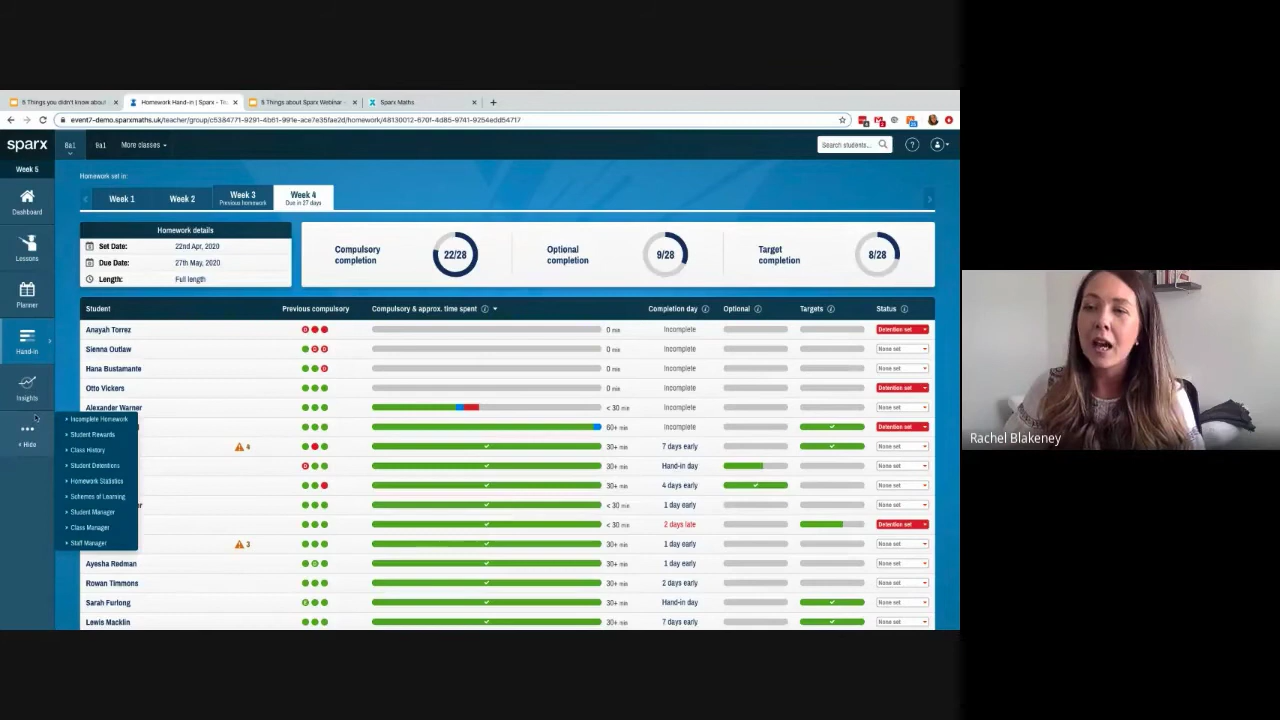 5 Things you didn't know about
Homework Hand-in | Sparx - Te
5 Things about Sparx Webinar -
Sparx Maths
event7-demo.sparxmaths.uk/teacher/group/c5384771-9291-4b61-991e-ace7e35fae2d/homework/48130012-670f-4d85-9741-9254edd54717
sparx
8a1
9a1
More classes
Search students...
Week 5
Homework set in:
Week 1
Week 2
Week 3
Previous homework
Week 4
Due in 27 days
Dashboard
Lessons
Planner
Hand-in
Insights
Hide
Homework details
Set Date: 22nd Apr, 2020
Due Date: 27th May, 2020
Length: Full length
Compulsory completion 22/28
Optional completion 9/28
Target completion 8/28
Student Previous compulsory Compulsory & approx. time spent Completion day Optional Targets Status
Anayah Torrez D 0 min Incomplete Detention set
Sienna Outlaw D D 0 min Incomplete None set
Hana Bustamante D 0 min Incomplete None set
Otto Vickers 0 min Incomplete Detention set
Alexander Warner < 30 min Incomplete None set
60+ min Incomplete Detention set
4 30+ min 7 days early None set
D 30+ min Hand-in day None set
30+ min 4 days early None set
< 30 min 1 day early None set
< 30 min 2 days late Detention set
3 30+ min 1 day early None set
Ayesha Redman 30+ min 1 day early None set
Rowan Timmons 30+ min 2 days early None set
Sarah Furlong E 30+ min Hand-in day None set
Lewis Macklin 30+ min 7 days early None set
Incomplete Homework
Student Rewards
Class History
Student Detentions
Homework Statistics
Schemes of Learning
Student Manager
Class Manager
Staff Manager
Rachel Blakeney